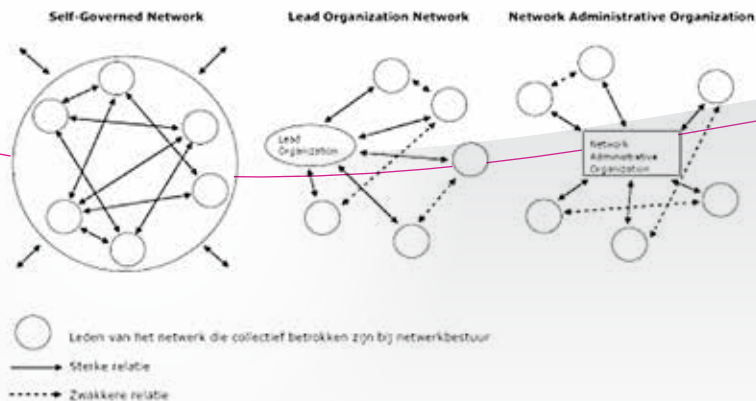 Self-Governed Network
Lead Organization Network
Network Administrative Organization
Lead
Organization
Network
Administrative
Organization
Leden van het netwerk die collectief betrokken zijn bij netwerkbestuur
Sterke relatie
Zwakkere relatie